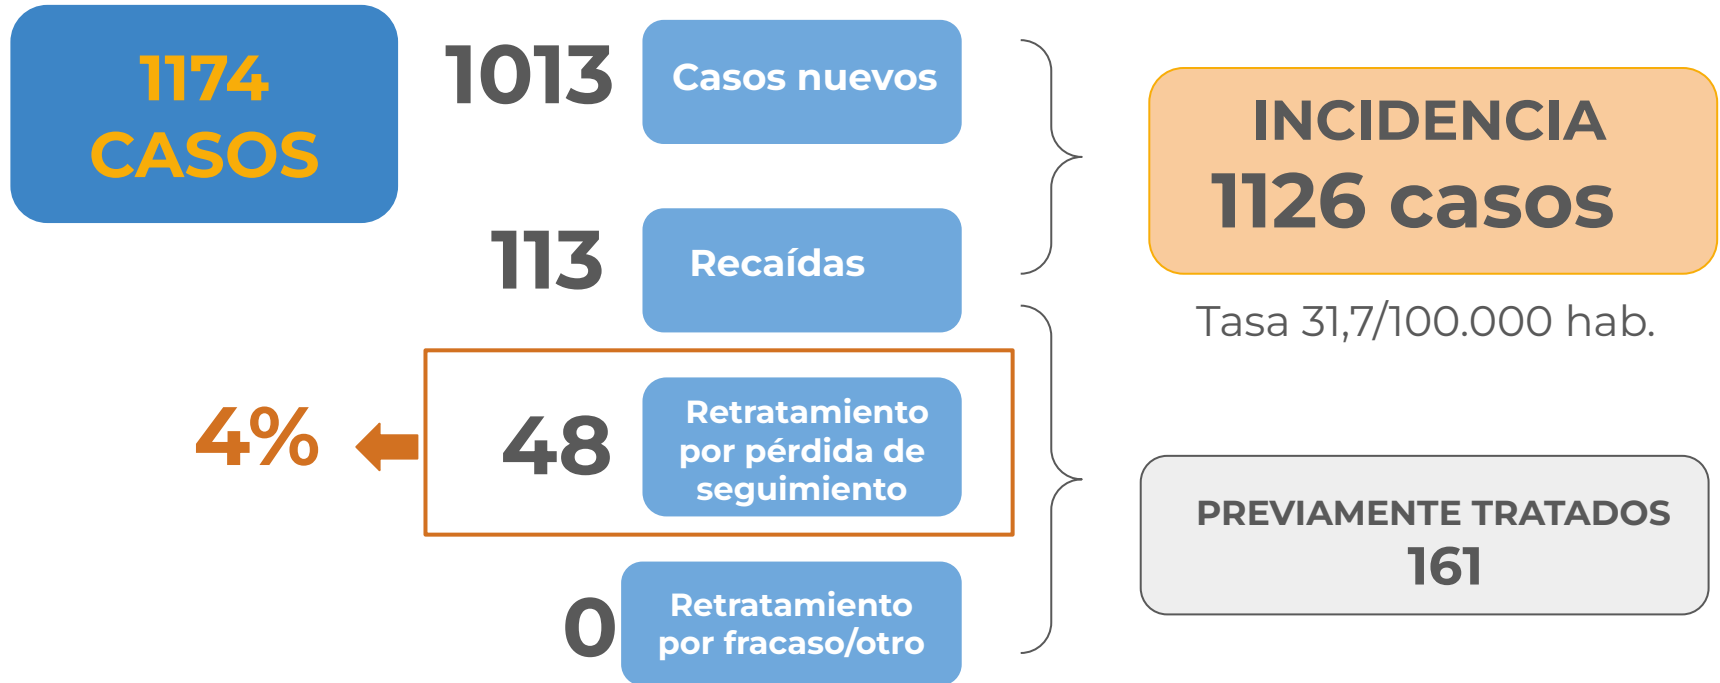 1174
CASOS
1013
Casos nuevos
113
Recaídas
4%
48
Retratamiento
por pérdida de
seguimiento
0
Retratamiento
por fracaso/otro
INCIDENCIA
1126 casos
Tasa 31,7/100.000 hab.
PREVIAMENTE TRATADOS
161